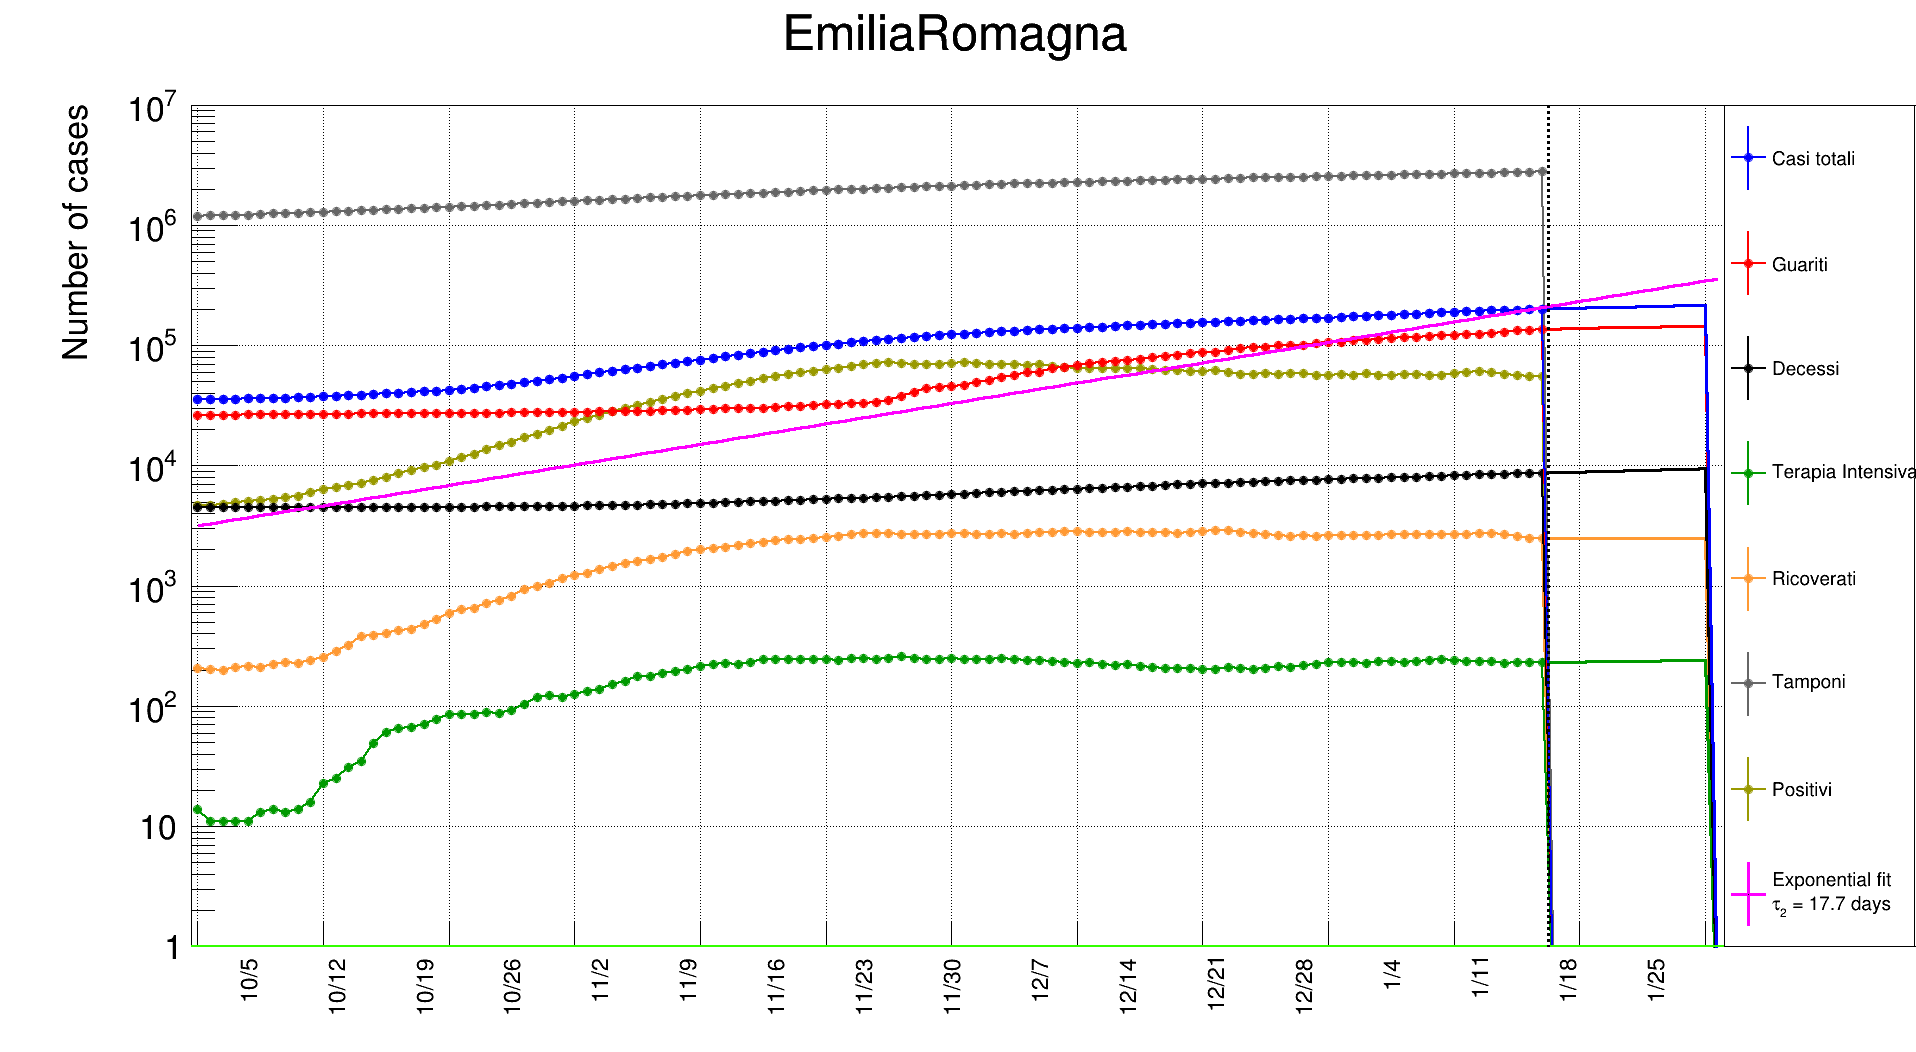 EmiliaRomagna
Number of cases
10^7
10^6
10^5
10^4
10^3
10^2
10
1
10/5
10/12
10/19
10/26
11/2
11/9
11/16
11/23
11/30
12/7
12/14
12/21
12/28
1/4
1/11
1/18
1/25
Casi totali
Guariti
Decessi
Terapia Intensiva
Ricoverati
Tamponi
Positivi
Exponential fit
τ_2 = 17.7 days